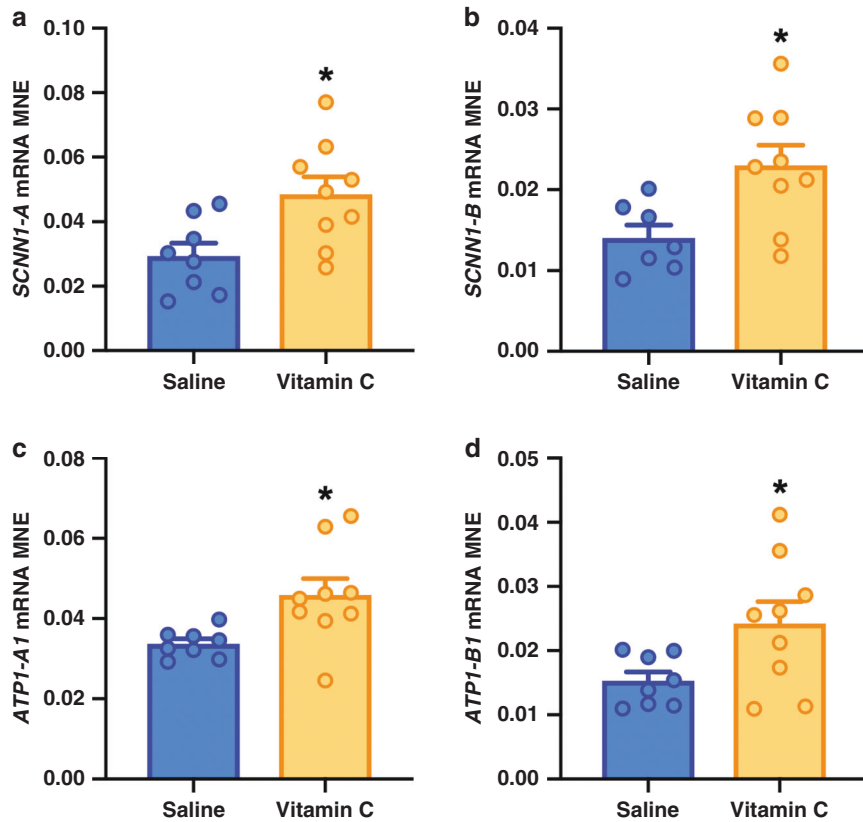 a
SCNN1-A mRNA MNE
0.10
0.08
0.06
0.04
0.02
0.00
*
Saline
Vitamin C
b
SCNN1-B mRNA MNE
0.04
0.03
0.02
0.01
0.00
*
Saline
Vitamin C
c
ATP1-A1 mRNA MNE
0.08
0.06
0.04
0.02
0.00
*
Saline
Vitamin C
d
ATP1-B1 mRNA MNE
0.05
0.04
0.03
0.02
0.01
0.00
*
Saline
Vitamin C